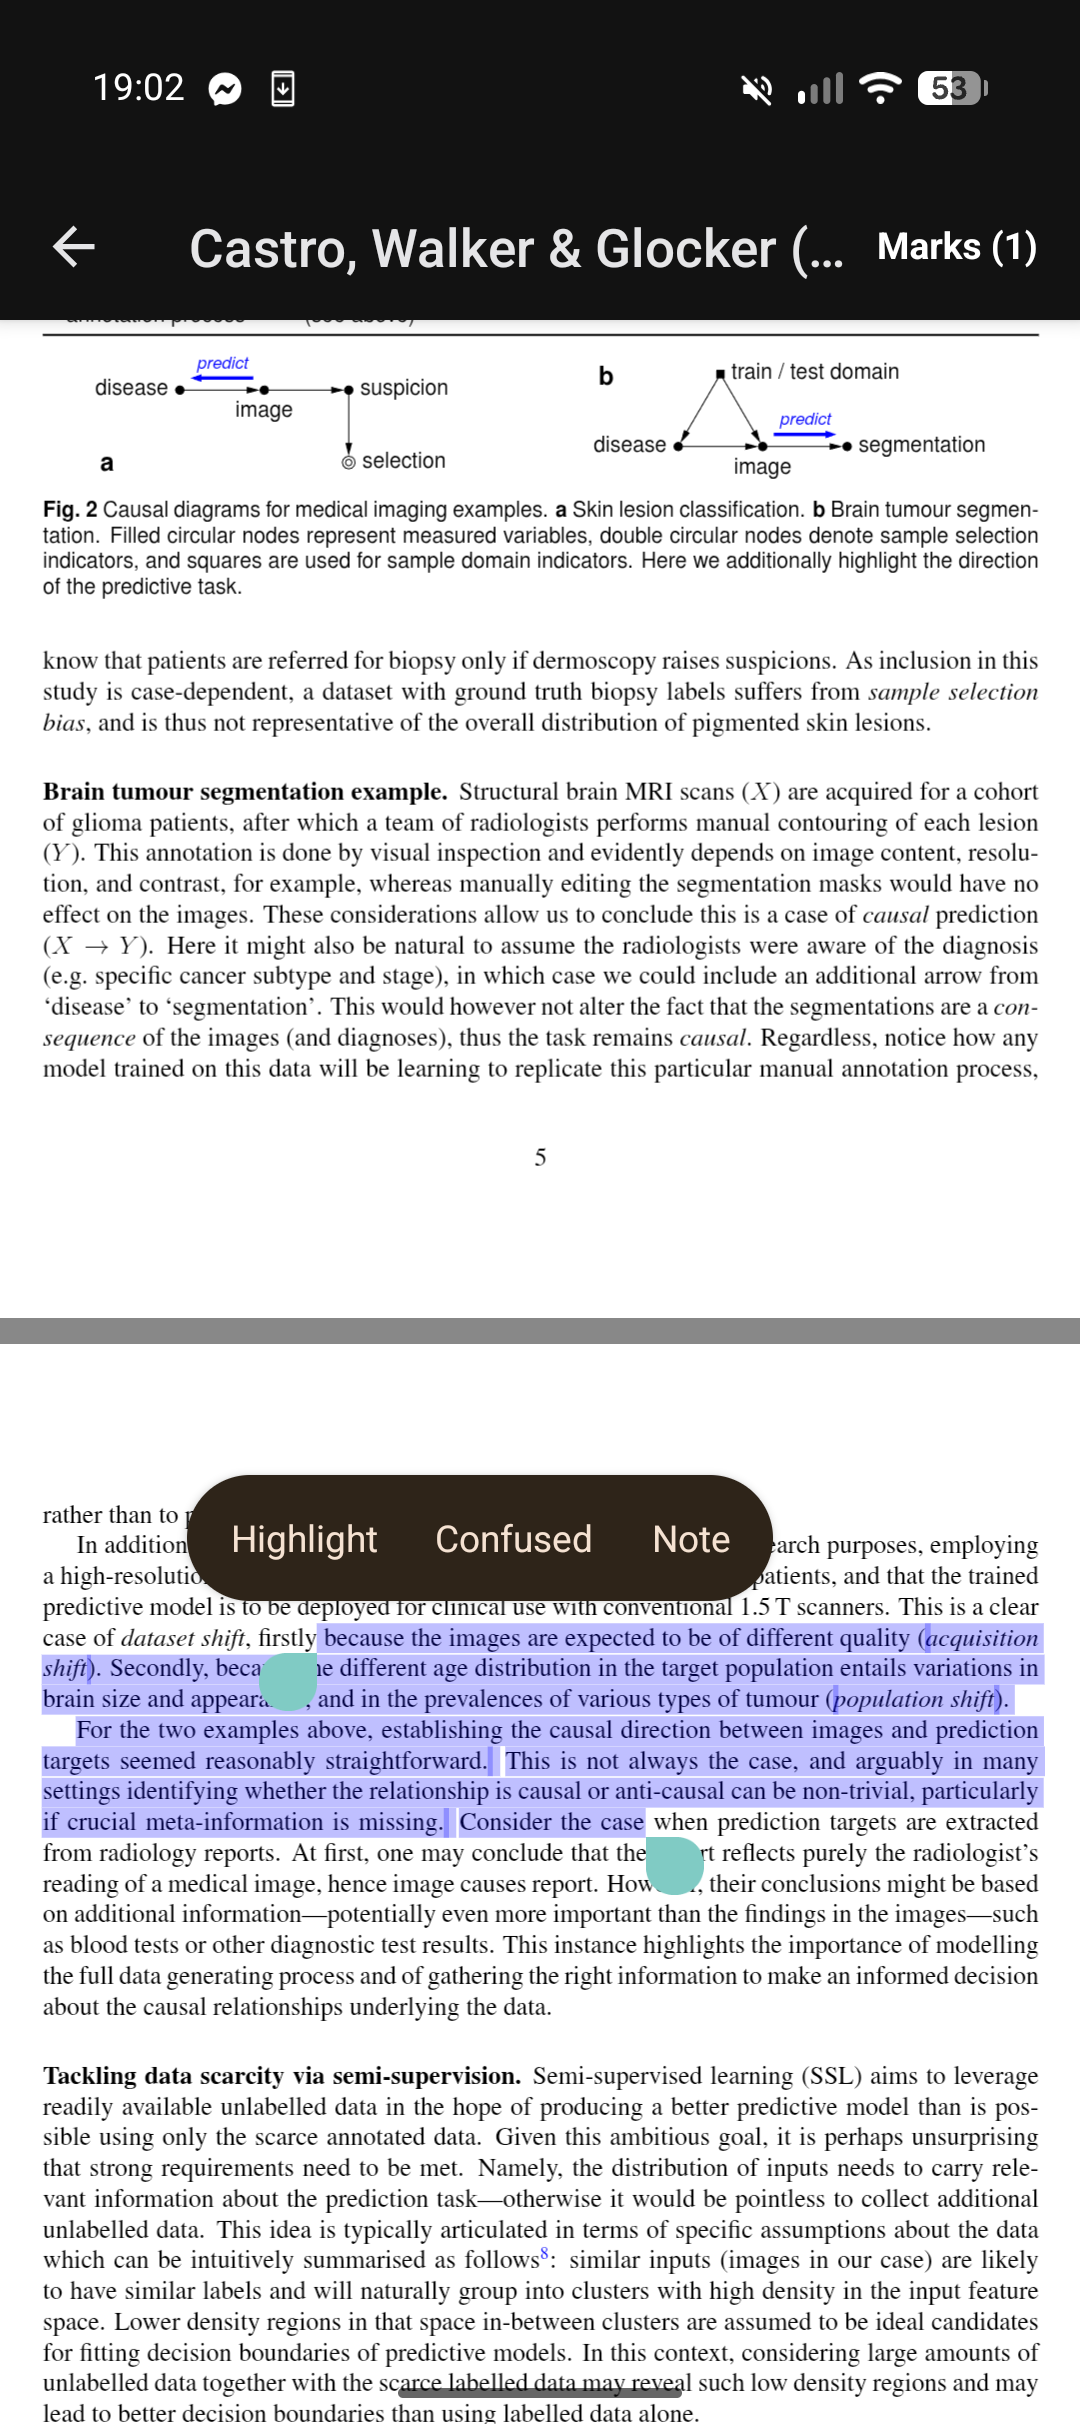 19:02
53
Castro, Walker & Glocker (...
Marks (1)
predict
disease
image
suspicion
selection
a
b
train / test domain
predict
disease
image
segmentation
Fig. 2 Causal diagrams for medical imaging examples. a Skin lesion classification. b Brain tumour segmen-
tation. Filled circular nodes represent measured variables, double circular nodes denote sample selection
indicators, and squares are used for sample domain indicators. Here we additionally highlight the direction
of the predictive task.
know that patients are referred for biopsy only if dermoscopy raises suspicions. As inclusion in this
study is case-dependent, a dataset with ground truth biopsy labels suffers from sample selection
bias, and is thus not representative of the overall distribution of pigmented skin lesions.
Brain tumour segmentation example. Structural brain MRI scans (X) are acquired for a cohort
of glioma patients, after which a team of radiologists performs manual contouring of each lesion
(Y). This annotation is done by visual inspection and evidently depends on image content, resolu-
tion, and contrast, for example, whereas manually editing the segmentation masks would have no
effect on the images. These considerations allow us to conclude this is a case of causal prediction
(X → Y). Here it might also be natural to assume the radiologists were aware of the diagnosis
(e.g. specific cancer subtype and stage), in which case we could include an additional arrow from
‘disease’ to ‘segmentation’. This would however not alter the fact that the segmentations are a con-
sequence of the images (and diagnoses), thus the task remains causal. Regardless, notice how any
model trained on this data will be learning to replicate this particular manual annotation process,
5
rather than to
Highlight Confused Note
In addition earch purposes, employing
a high-resolutio patients, and that the trained
predictive model is to be deployed for clinical use with conventional 1.5 T scanners. This is a clear
case of dataset shift, firstly because the images are expected to be of different quality (acquisition
shift). Secondly, beca e different age distribution in the target population entails variations in
brain size and appeara , and in the prevalences of various types of tumour (population shift).
For the two examples above, establishing the causal direction between images and prediction
targets seemed reasonably straightforward. This is not always the case, and arguably in many
settings identifying whether the relationship is causal or anti-causal can be non-trivial, particularly
if crucial meta-information is missing. Consider the case when prediction targets are extracted
from radiology reports. At first, one may conclude that the rt reflects purely the radiologist’s
reading of a medical image, hence image causes report. How , their conclusions might be based
on additional information—potentially even more important than the findings in the images—such
as blood tests or other diagnostic test results. This instance highlights the importance of modelling
the full data generating process and of gathering the right information to make an informed decision
about the causal relationships underlying the data.
Tackling data scarcity via semi-supervision. Semi-supervised learning (SSL) aims to leverage
readily available unlabelled data in the hope of producing a better predictive model than is pos-
sible using only the scarce annotated data. Given this ambitious goal, it is perhaps unsurprising
that strong requirements need to be met. Namely, the distribution of inputs needs to carry rele-
vant information about the prediction task—otherwise it would be pointless to collect additional
unlabelled data. This idea is typically articulated in terms of specific assumptions about the data
which can be intuitively summarised as follows8: similar inputs (images in our case) are likely
to have similar labels and will naturally group into clusters with high density in the input feature
space. Lower density regions in that space in-between clusters are assumed to be ideal candidates
for fitting decision boundaries of predictive models. In this context, considering large amounts of
unlabelled data together with the scarce labelled data may reveal such low density regions and may
lead to better decision boundaries than using labelled data alone.